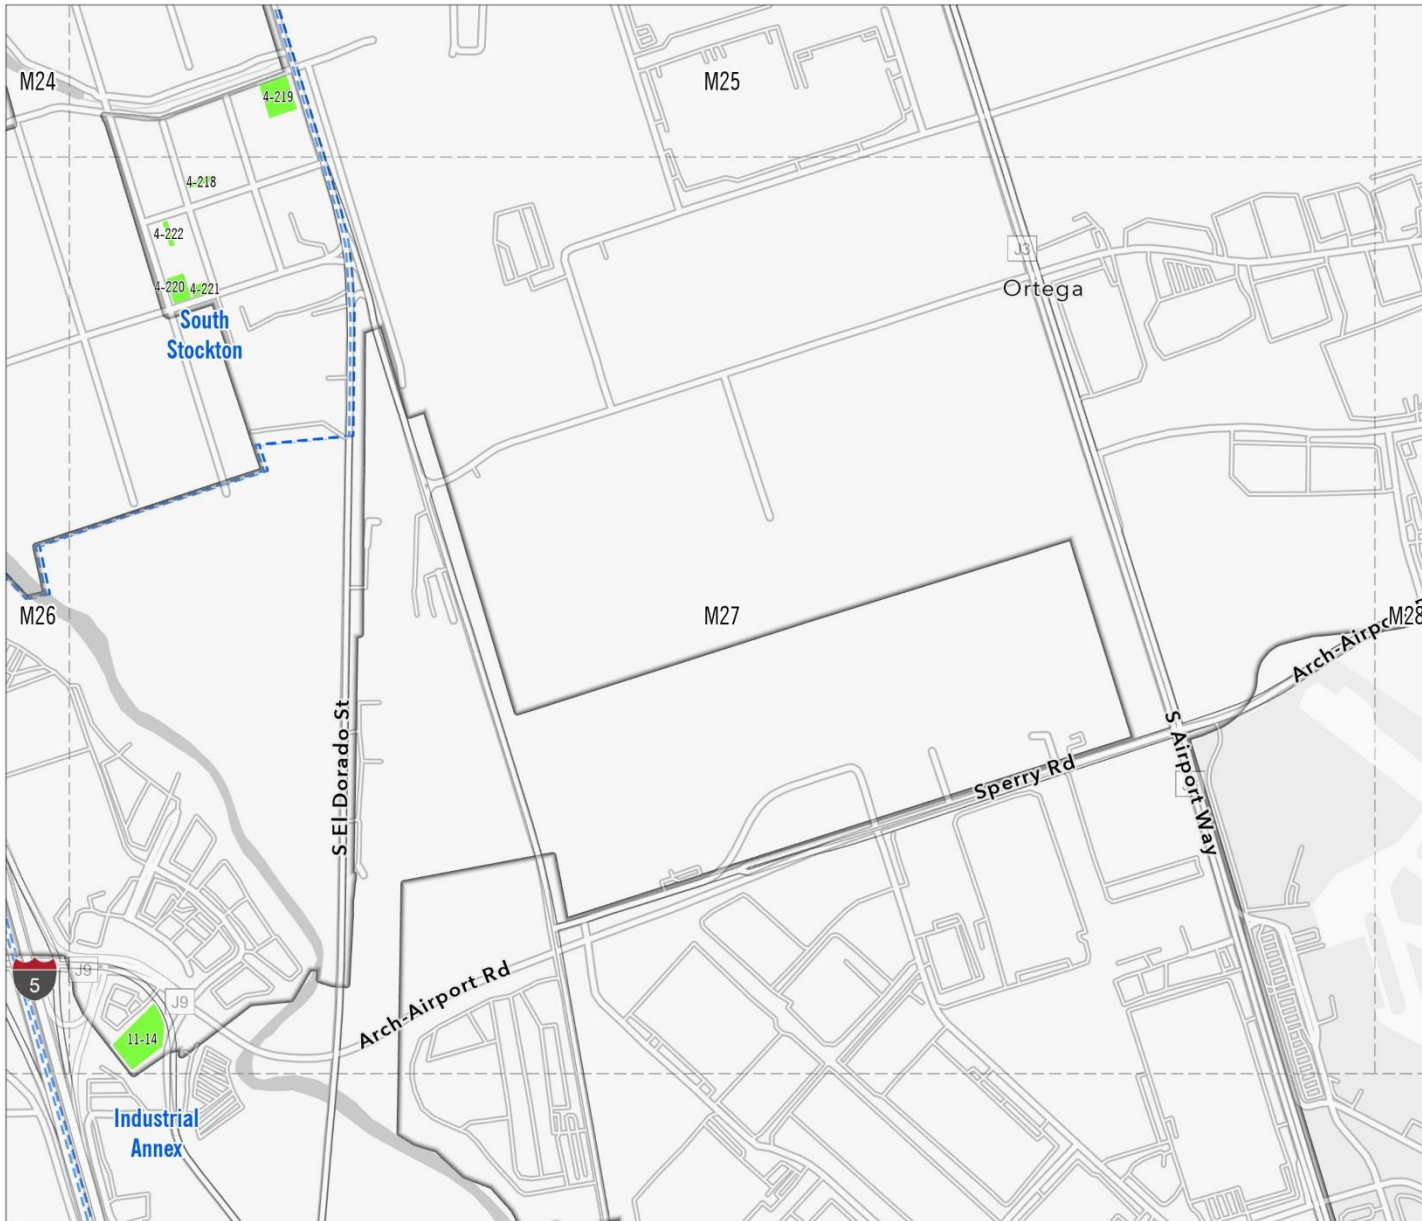 M24
M25
4-219
4-218
4-222
4-220
4-221
South
Stockton
J3
Ortega
M26
M27
M28
Arch-Airpo
S El Dorado St
S Airport Way
Sperry Rd
5
J9
J9
Arch-Airport Rd
11-14
Industrial
Annex